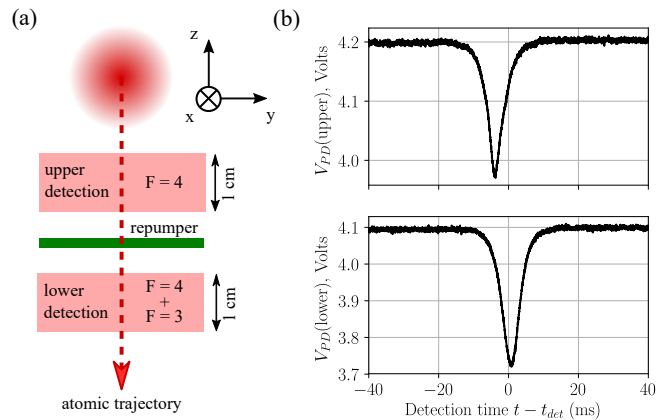 (a)
z
x
y
upper
detection
F = 4
1 cm
repumper
lower
detection
F = 4
+
F = 3
1 cm
atomic trajectory
(b)
V_PD(upper), Volts
4.2
4.1
4.0
V_PD(lower), Volts
4.1
4.0
3.9
3.8
3.7
−40 −20 0 20 40
Detection time t − t_det (ms)